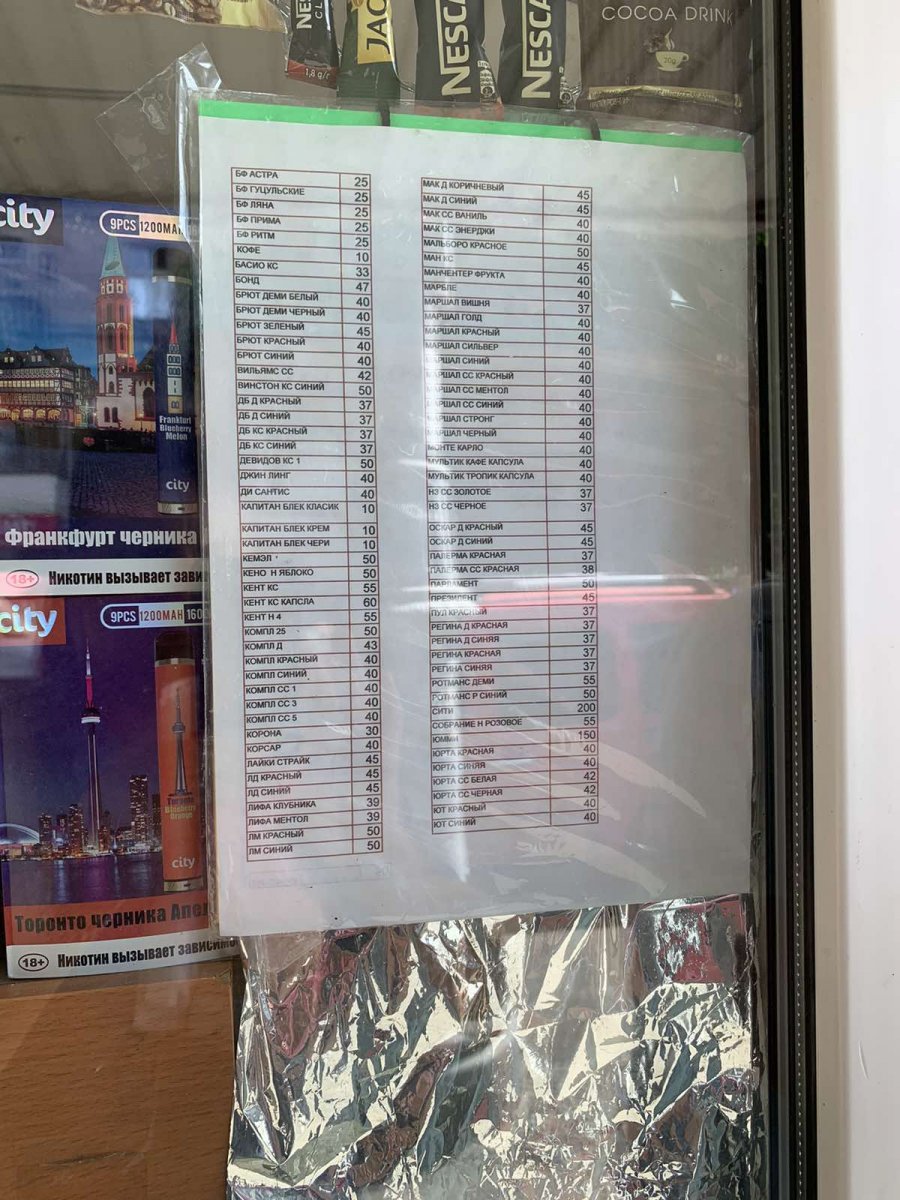 NES
CL
1,8 g/г
JAC
NESCA
NESCA
COCOA DRINK
20g
city
9PCS 1200MAH
Frankfurt
Blueberry
Melon
city
Франкфурт черника
18+ Никотин вызывает зави
city
9PCS 1200MAH 160
Toronto
Blueberry
Orange
city
Торонто черника Апел
18+ Никотин вызывает зависимо
БФ АСТРА 25
БФ ГУЦУЛЬСКИЕ 25
БФ ЛЯНА 25
БФ ПРИМА 25
БФ РИТМ 25
КОФЕ 10
БАСИО КС 33
БОНД 47
БРЮТ ДЕМИ БЕЛЫЙ 40
БРЮТ ДЕМИ ЧЕРНЫЙ 40
БРЮТ ЗЕЛЕНЫЙ 45
БРЮТ КРАСНЫЙ 40
БРЮТ СИНИЙ 40
ВИЛЬЯМС СС 42
ВИНСТОН КС СИНИЙ 50
ДБ Д КРАСНЫЙ 37
ДБ Д СИНИЙ 37
ДБ КС КРАСНЫЙ 37
ДБ КС СИНИЙ 37
ДЕВИДОВ КС 1 50
ДЖИН ЛИНГ 40
ДИ САНТИС 40
КАПИТАН БЛЕК КЛАСИК 10
КАПИТАН БЛЕК КРЕМ 10
КАПИТАН БЛЕК ЧЕРИ 10
КЕМЭЛ 50
КЕНО Н ЯБЛОКО 50
КЕНТ КС 55
КЕНТ КС КАПСЛА 60
КЕНТ Н 4 55
КОМПЛ 25 50
КОМПЛ Д 43
КОМПЛ КРАСНЫЙ 40
КОМПЛ СИНИЙ 40
КОМПЛ СС 1 40
КОМПЛ СС 3 40
КОМПЛ СС 5 40
КОРОНА 30
КОРСАР 40
ЛАЙКИ СТРАЙК 45
ЛД КРАСНЫЙ 45
ЛД СИНИЙ 45
ЛИФА КЛУБНИКА 39
ЛИФА МЕНТОЛ 39
ЛМ КРАСНЫЙ 50
ЛМ СИНИЙ 50
МАК Д КОРИЧНЕВЫЙ 45
МАК Д СИНИЙ 45
МАК СС ВАНИЛЬ 40
МАК СС ЭНЕРДЖИ 40
МАЛЬБОРО КРАСНОЕ 50
МАН КС 45
МАНЧЕНТЕР ФРУКТА 40
МАРБЛЕ 40
МАРШАЛ ВИШНЯ 37
МАРШАЛ ГОЛД 40
МАРШАЛ КРАСНЫЙ 40
МАРШАЛ СИЛЬВЕР 40
МАРШАЛ СИНИЙ 40
МАРШАЛ СС КРАСНЫЙ 40
МАРШАЛ СС МЕНТОЛ 40
МАРШАЛ СС СИНИЙ 40
МАРШАЛ СТРОНГ 40
МАРШАЛ ЧЕРНЫЙ 40
МОНТЕ КАРЛО 40
МУЛЬТИК КАФЕ КАПСУЛА 40
МУЛЬТИК ТРОПИК КАПСУЛА 40
НЗ СС ЗОЛОТОЕ 37
НЗ СС ЧЕРНОЕ 37
ОСКАР Д КРАСНЫЙ 45
ОСКАР Д СИНИЙ 45
ПАЛЕРМА КРАСНАЯ 37
ПАЛЕРМА СС КРАСНАЯ 38
ПАРЛАМЕНТ 50
ПРЕЗИДЕНТ 45
ПУЛ КРАСНЫЙ 37
РЕГИНА Д КРАСНАЯ 37
РЕГИНА Д СИНЯЯ 37
РЕГИНА КРАСНАЯ 37
РЕГИНА СИНЯЯ 37
РОТМАНС ДЕМИ 55
РОТМАНС Р СИНИЙ 50
СИТИ 200
СОБРАНИЕ Н РОЗОВОЕ 55
ЮММИ 150
ЮРТА КРАСНАЯ 40
ЮРТА СИНЯЯ 40
ЮРТА СС БЕЛАЯ 42
ЮРТА СС ЧЕРНАЯ 42
ЮТ КРАСНЫЙ 40
ЮТ СИНИЙ 40